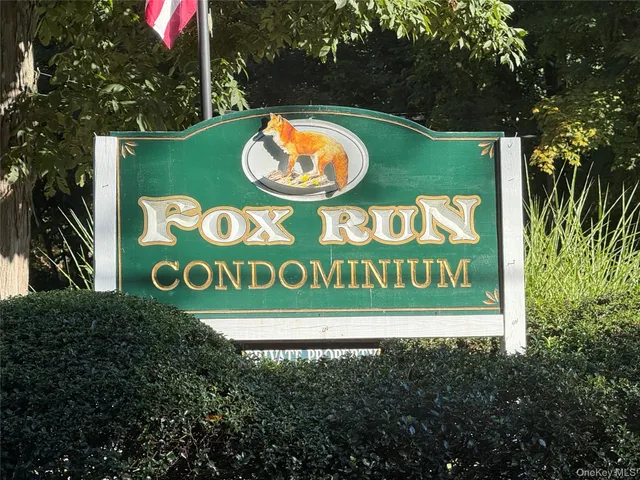 FOX RUN
CONDOMINIUM
PRIVATE PROPERTY
OneKey MLS